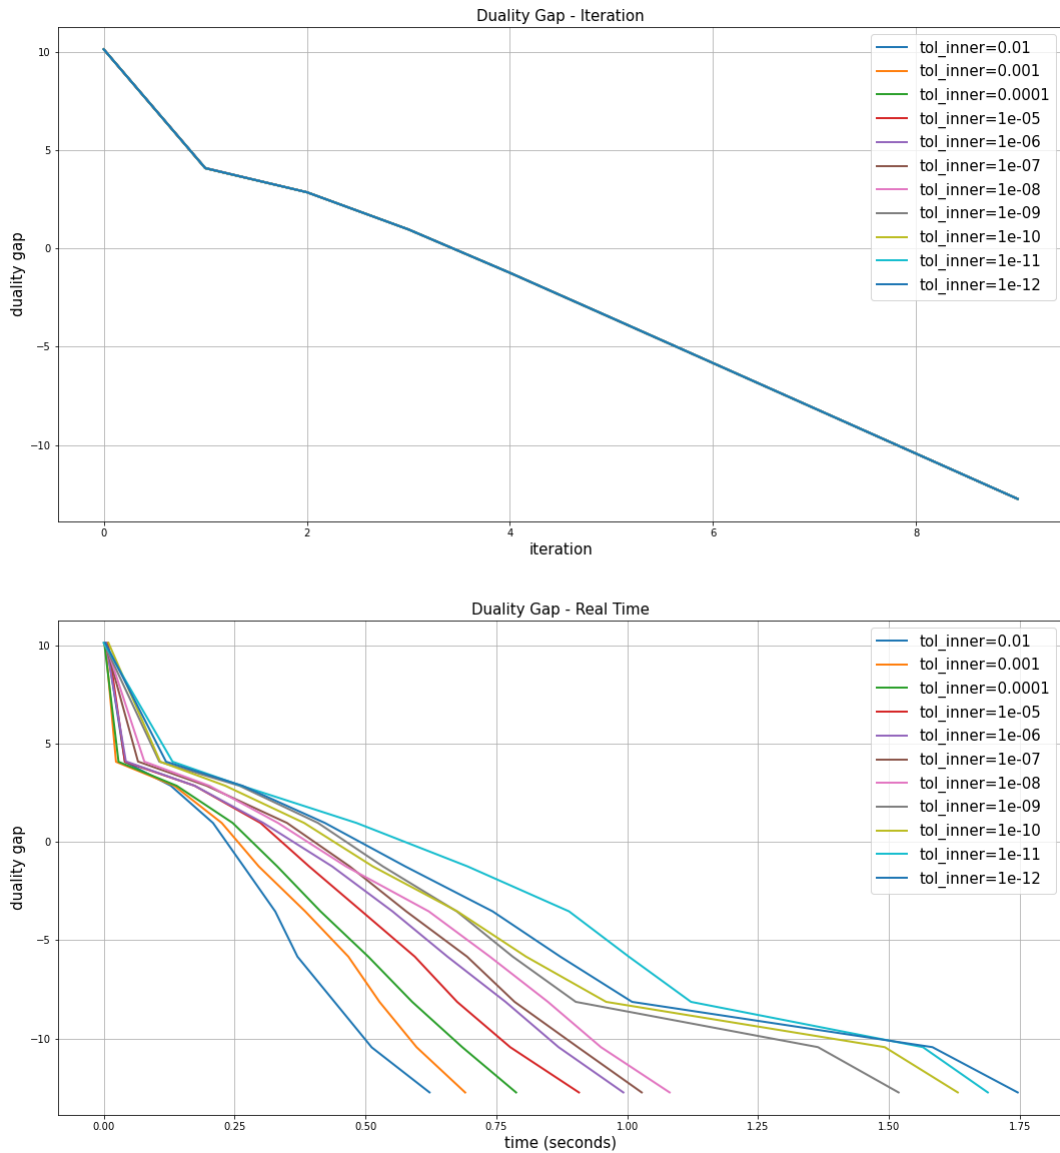 Duality Gap - Iteration
duality gap
10
5
0
−5
−10
0
2
4
6
8
iteration
tol_inner=0.01
tol_inner=0.001
tol_inner=0.0001
tol_inner=1e-05
tol_inner=1e-06
tol_inner=1e-07
tol_inner=1e-08
tol_inner=1e-09
tol_inner=1e-10
tol_inner=1e-11
tol_inner=1e-12
Duality Gap - Real Time
duality gap
10
5
0
−5
−10
0.00
0.25
0.50
0.75
1.00
1.25
1.50
1.75
time (seconds)
tol_inner=0.01
tol_inner=0.001
tol_inner=0.0001
tol_inner=1e-05
tol_inner=1e-06
tol_inner=1e-07
tol_inner=1e-08
tol_inner=1e-09
tol_inner=1e-10
tol_inner=1e-11
tol_inner=1e-12